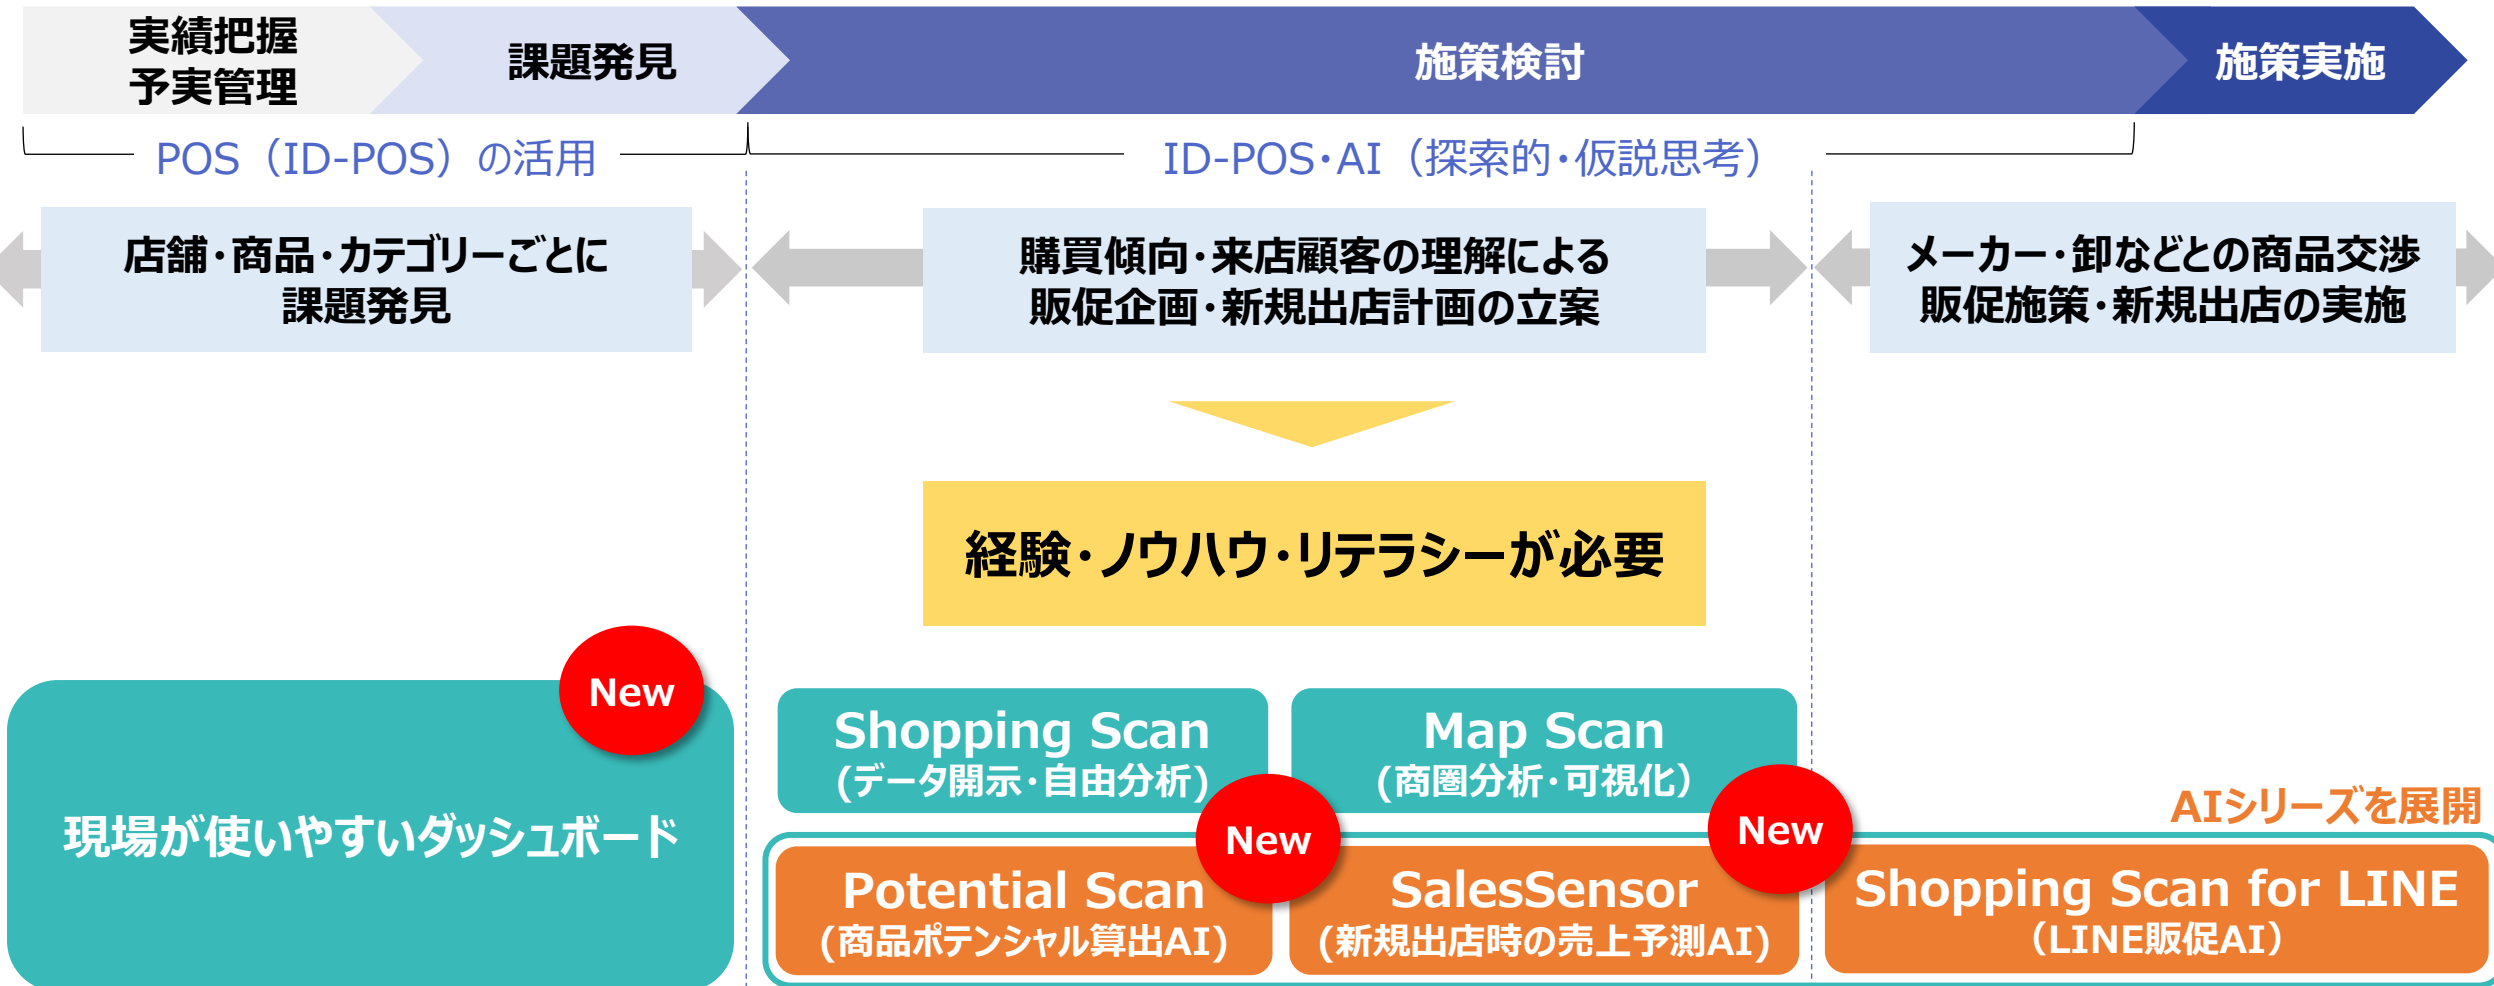 実績把握
予実管理
課題発見
施策検討
施策実施
POS（ID-POS）の活用
ID-POS･AI（探索的･仮説思考）
店舗･商品･カテゴリーごとに
課題発見
購買傾向･来店顧客の理解による
販促企画･新規出店計画の立案
メーカー･卸などとの商品交渉
販促施策･新規出店の実施
経験･ノウハウ･リテラシーが必要
New
現場が使いやすいダッシュボード
Shopping Scan
(データ開示･自由分析)
Map Scan
(商圏分析･可視化）
AIシリーズを展開
New
New
Potential Scan
(商品ポテンシャル算出AI)
SalesSensor
(新規出店時の売上予測AI)
Shopping Scan for LINE
（LINE販促AI）